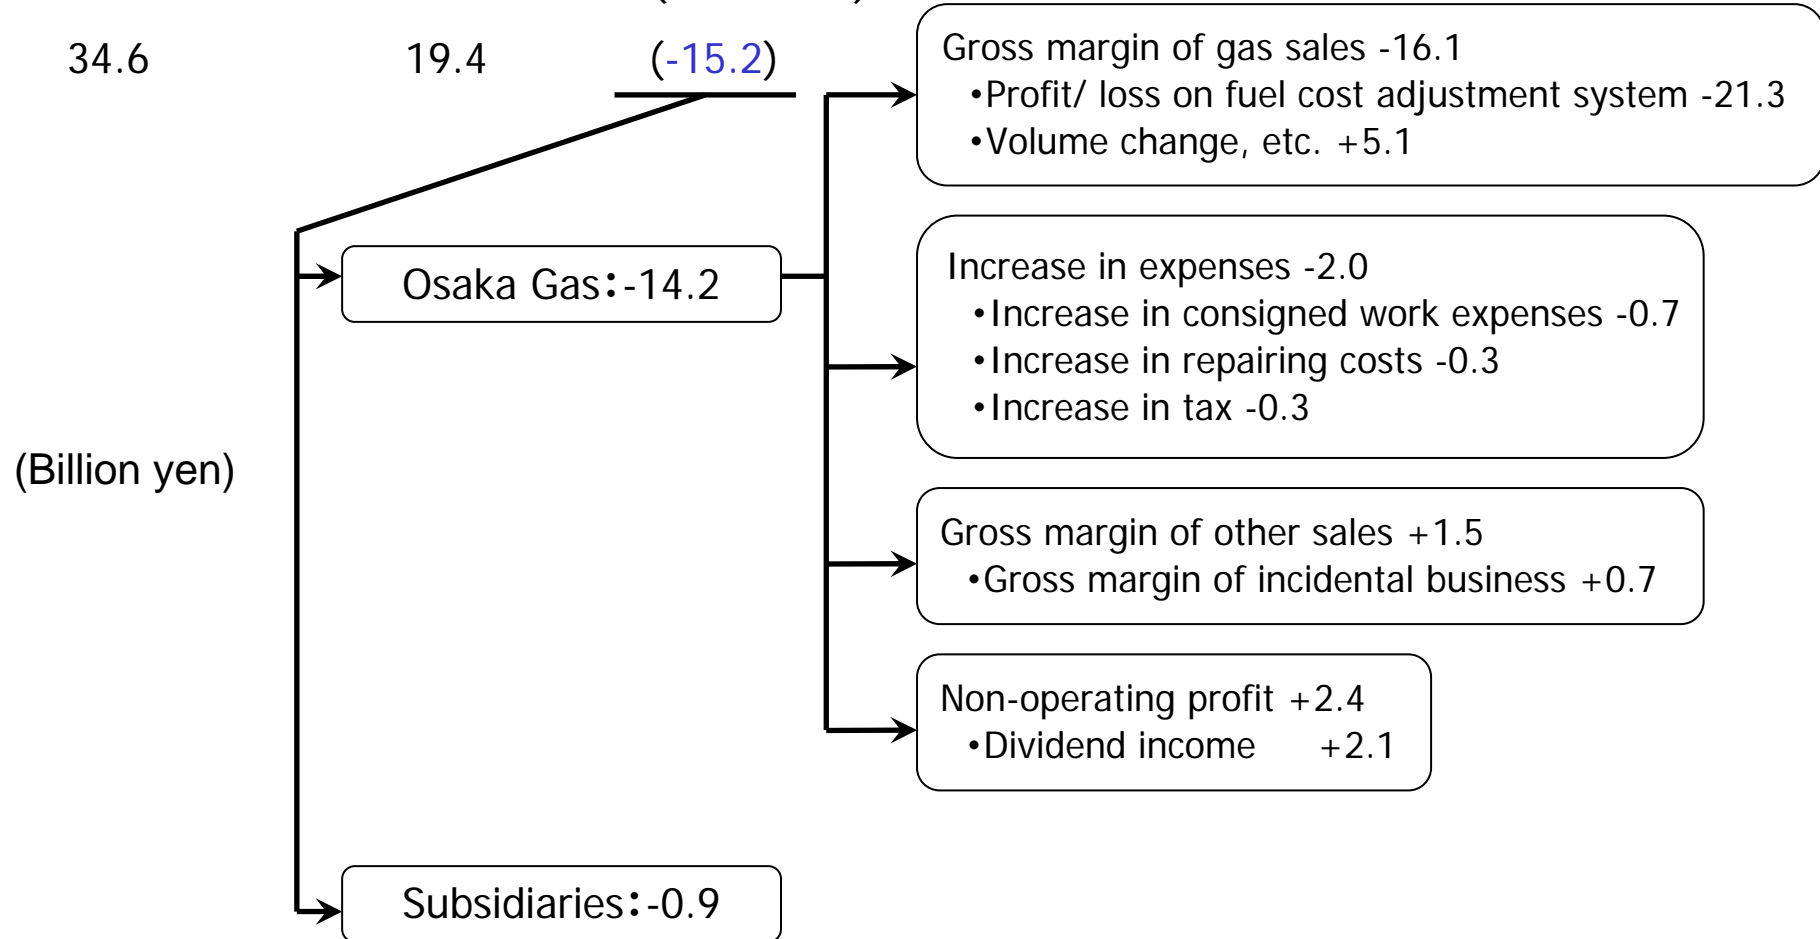 34.6 19.4 (-15.2)
Gross margin of gas sales -16.1
•Profit/ loss on fuel cost adjustment system -21.3
•Volume change, etc. +5.1
Osaka Gas:-14.2
Increase in expenses -2.0
•Increase in consigned work expenses -0.7
•Increase in repairing costs -0.3
•Increase in tax -0.3
(Billion yen)
Gross margin of other sales +1.5
•Gross margin of incidental business +0.7
Non-operating profit +2.4
•Dividend income +2.1
Subsidiaries:-0.9